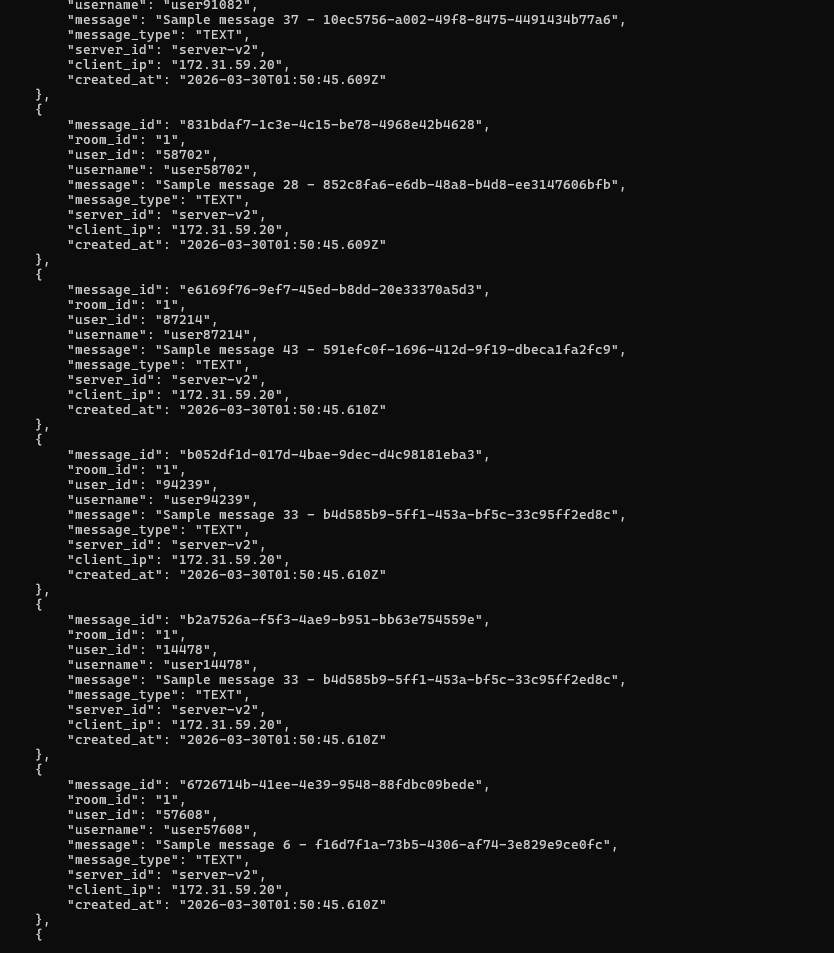 "username": "user91082",
"message": "Sample message 37 - 10ec5756-a002-49f8-8475-4491434b77a6",
"message_type": "TEXT",
"server_id": "server-v2",
"client_ip": "172.31.59.20",
"created_at": "2026-03-30T01:50:45.609Z"
},
{
"message_id": "831bdaf7-1c3e-4c15-be78-4968e42b4628",
"room_id": "1",
"user_id": "58702",
"username": "user58702",
"message": "Sample message 28 - 852c8fa6-e6db-48a8-b4d8-ee3147606bfb",
"message_type": "TEXT",
"server_id": "server-v2",
"client_ip": "172.31.59.20",
"created_at": "2026-03-30T01:50:45.609Z"
},
{
"message_id": "e6169f76-9ef7-45ed-b8dd-20e33370a5d3",
"room_id": "1",
"user_id": "87214",
"username": "user87214",
"message": "Sample message 43 - 591efc0f-1696-412d-9f19-dbeca1fa2fc9",
"message_type": "TEXT",
"server_id": "server-v2",
"client_ip": "172.31.59.20",
"created_at": "2026-03-30T01:50:45.610Z"
},
{
"message_id": "b052df1d-017d-4bae-9dec-d4c98181eba3",
"room_id": "1",
"user_id": "94239",
"username": "user94239",
"message": "Sample message 33 - b4d585b9-5ff1-453a-bf5c-33c95ff2ed8c",
"message_type": "TEXT",
"server_id": "server-v2",
"client_ip": "172.31.59.20",
"created_at": "2026-03-30T01:50:45.610Z"
},
{
"message_id": "b2a7526a-f5f3-4ae9-b951-bb63e754559e",
"room_id": "1",
"user_id": "14478",
"username": "user14478",
"message": "Sample message 33 - b4d585b9-5ff1-453a-bf5c-33c95ff2ed8c",
"message_type": "TEXT",
"server_id": "server-v2",
"client_ip": "172.31.59.20",
"created_at": "2026-03-30T01:50:45.610Z"
},
{
"message_id": "6726714b-41ee-4e39-9548-88fdbc09bede",
"room_id": "1",
"user_id": "57608",
"username": "user57608",
"message": "Sample message 6 - f16d7f1a-73b5-4306-af74-3e829e9ce0fc",
"message_type": "TEXT",
"server_id": "server-v2",
"client_ip": "172.31.59.20",
"created_at": "2026-03-30T01:50:45.610Z"
},
{